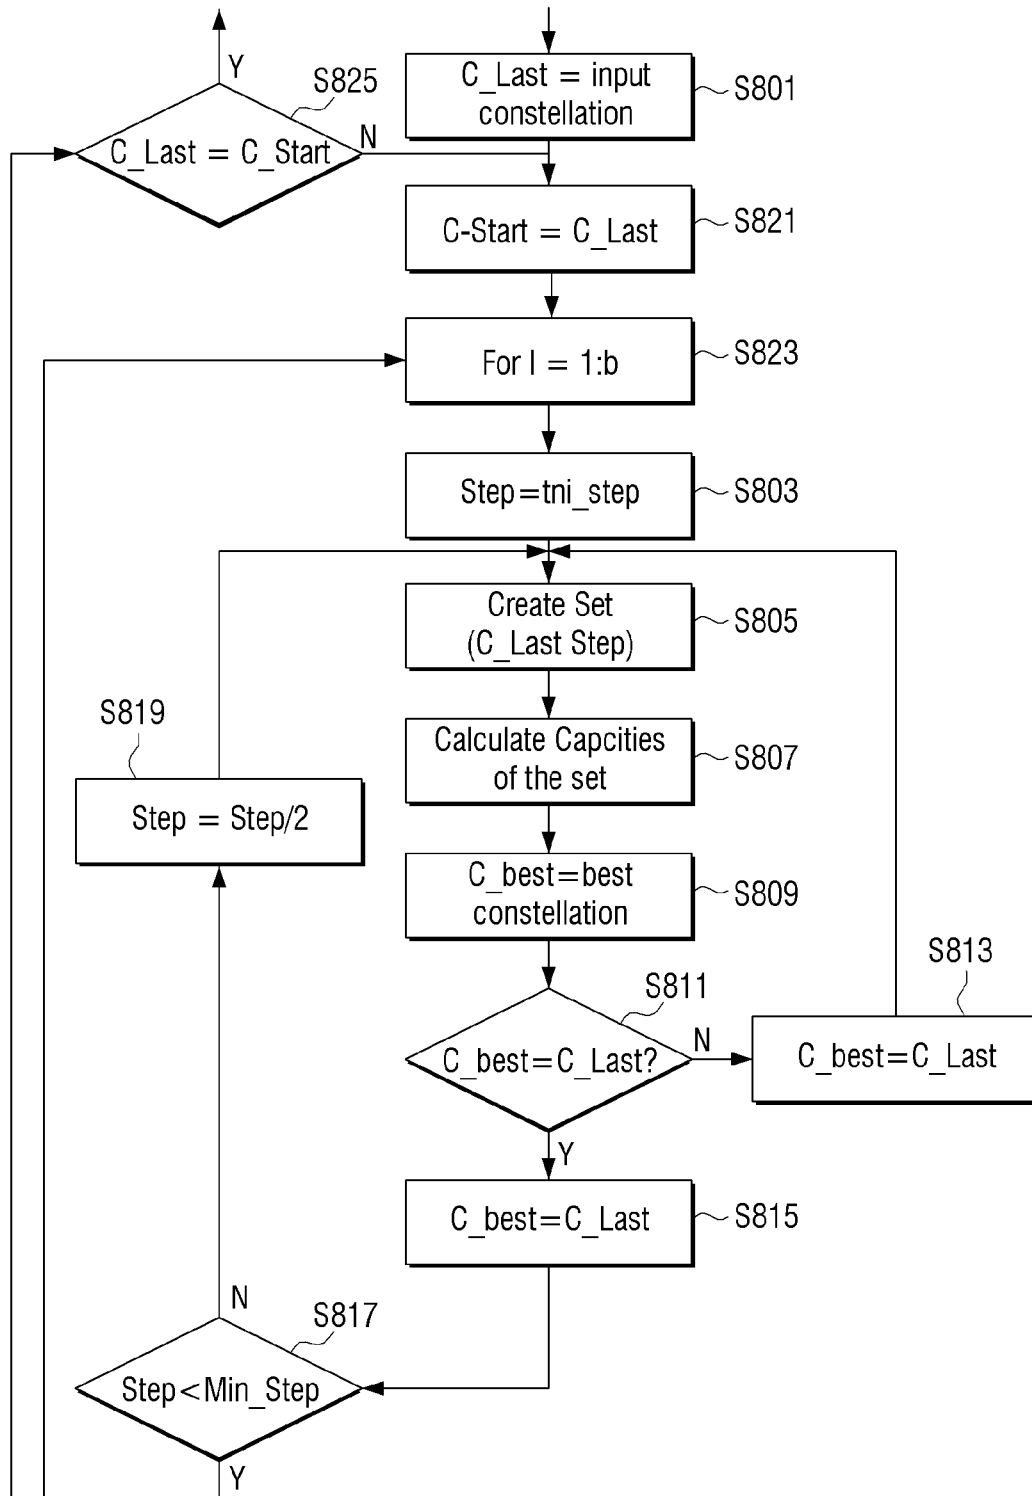 Y
S825
C_Last = C_Start
N
C_Last = input
constellation
S801
C-Start = C_Last
S821
For I = 1:b
S823
Step=tni_step
S803
Create Set
(C_Last Step)
S805
Calculate Capcities
of the set
S807
S819
Step = Step/2
C_best=best
constellation
S809
S811
C_best=C_Last?
N
S813
C_best=C_Last
Y
C_best=C_Last
S815
N
S817
Step<Min_Step
Y